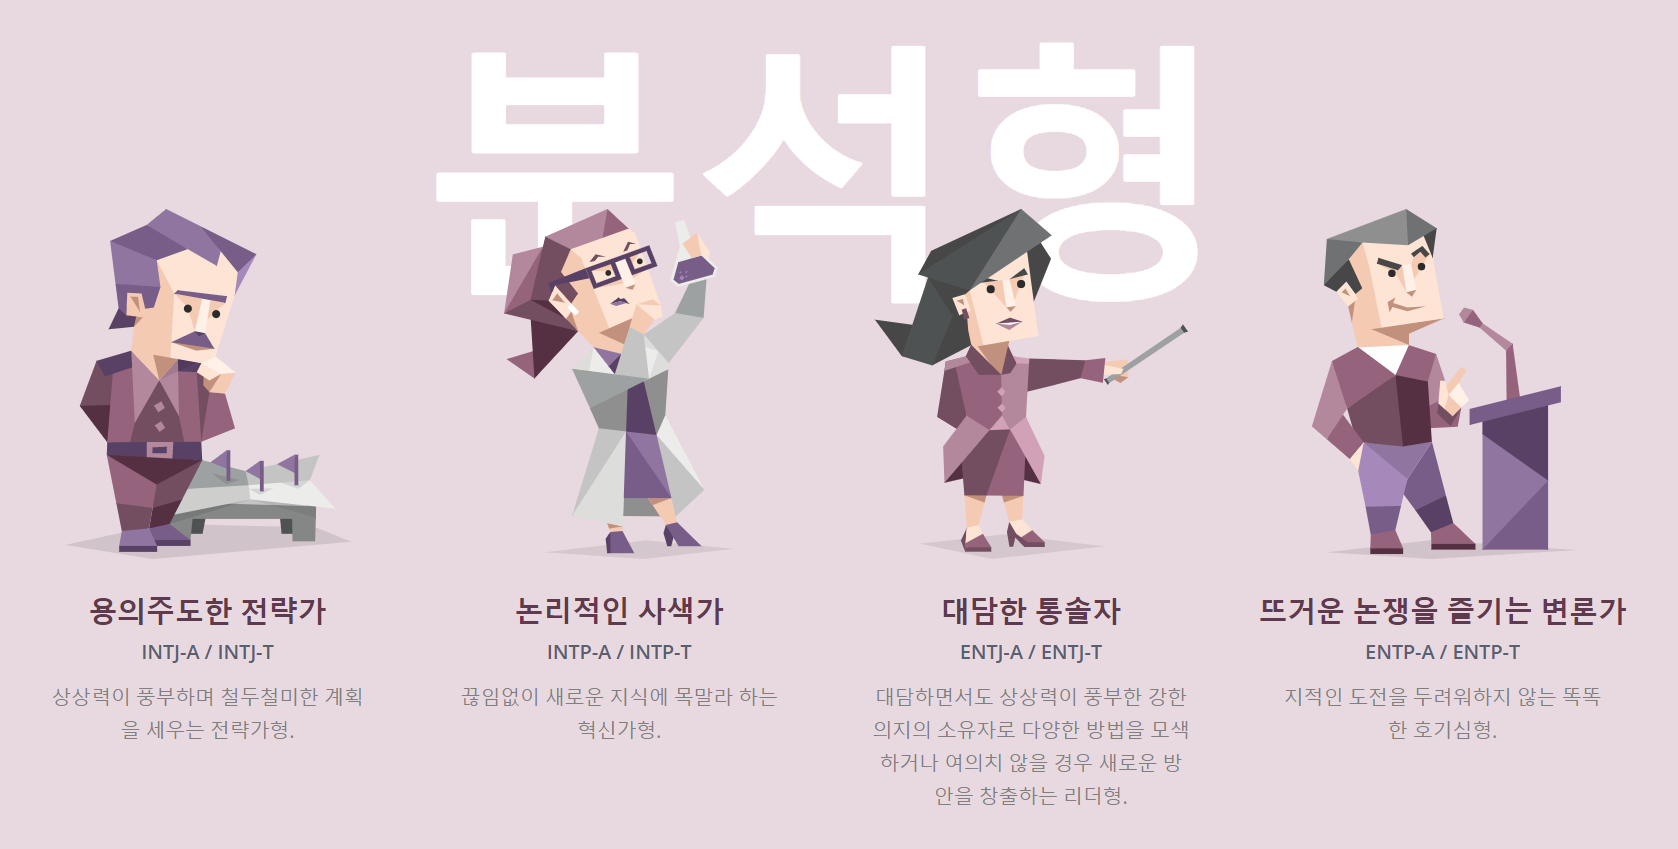 분석형
용의주도한 전략가
INTJ-A / INTJ-T
상상력이 풍부하며 철두철미한 계획
을 세우는 전략가형.
논리적인 사색가
INTP-A / INTP-T
끊임없이 새로운 지식에 목말라 하는
혁신가형.
대담한 통솔자
ENTJ-A / ENTJ-T
대담하면서도 상상력이 풍부한 강한
의지의 소유자로 다양한 방법을 모색
하거나 여의치 않을 경우 새로운 방
안을 창출하는 리더형.
뜨거운 논쟁을 즐기는 변론가
ENTP-A / ENTP-T
지적인 도전을 두려워하지 않는 똑똑
한 호기심형.